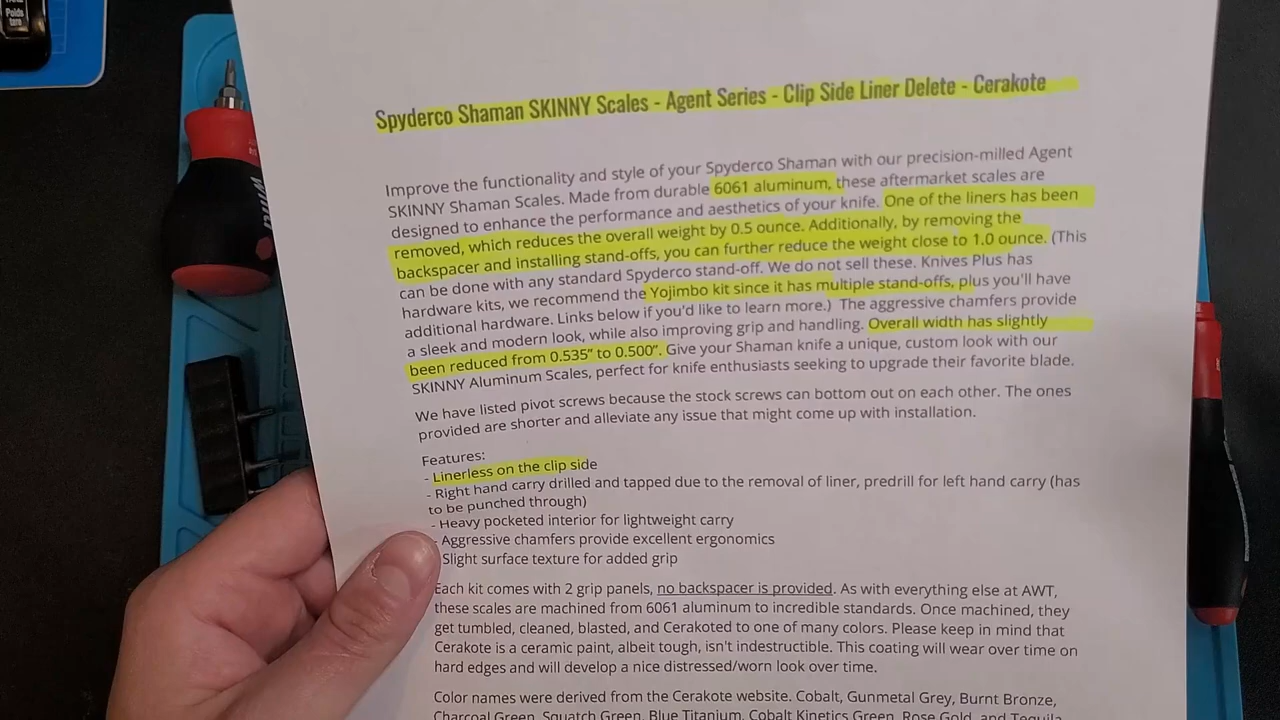 Poids
tare
Spyderco Shaman SKINNY Scales - Agent Series - Clip Side Liner Delete - Cerakote
Improve the functionality and style of your Spyderco Shaman with our precision-milled Agent
SKINNY Shaman Scales. Made from durable 6061 aluminum, these aftermarket scales are
designed to enhance the performance and aesthetics of your knife. One of the liners has been
removed, which reduces the overall weight by 0.5 ounce. Additionally, by removing the
backspacer and installing stand-offs, you can further reduce the weight close to 1.0 ounce. (This
can be done with any standard Spyderco stand-off. We do not sell these. Knives Plus has
hardware kits, we recommend the Yojimbo kit since it has multiple stand-offs, plus you'll have
additional hardware. Links below if you'd like to learn more.) The aggressive chamfers provide
a sleek and modern look, while also improving grip and handling. Overall width has slightly
been reduced from 0.535" to 0.500". Give your Shaman knife a unique, custom look with our
SKINNY Aluminum Scales, perfect for knife enthusiasts seeking to upgrade their favorite blade.
We have listed pivot screws because the stock screws can bottom out on each other. The ones
provided are shorter and alleviate any issue that might come up with installation.
Features:
- Linerless on the clip side
- Right hand carry drilled and tapped due to the removal of liner, predrill for left hand carry (has
to be punched through)
- Heavy pocketed interior for lightweight carry
- Aggressive chamfers provide excellent ergonomics
Slight surface texture for added grip
Each kit comes with 2 grip panels, no backspacer is provided. As with everything else at AWT,
these scales are machined from 6061 aluminum to incredible standards. Once machined, they
get tumbled, cleaned, blasted, and Cerakoted to one of many colors. Please keep in mind that
Cerakote is a ceramic paint, albeit tough, isn't indestructible. This coating will wear over time on
hard edges and will develop a nice distressed/worn look over time.
Color names were derived from the Cerakote website. Cobalt, Gunmetal Grey, Burnt Bronze,
Charcoal Green, Squatch Green, Blue Titanium, Cobalt Kinetics Green, Rose Gold, and Tequila